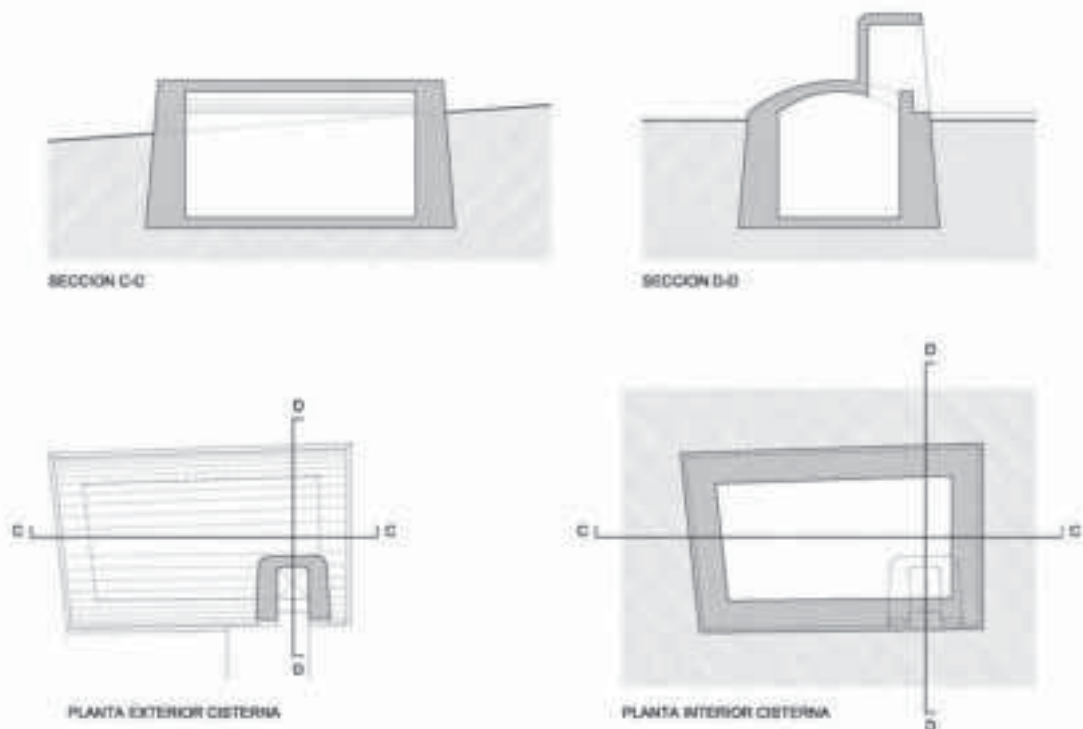 SECCION C-C
SECCION D-D
D
D
C
C
C
C
D
D
PLANTA EXTERIOR CISTERNA
PLANTA INTERIOR CISTERNA